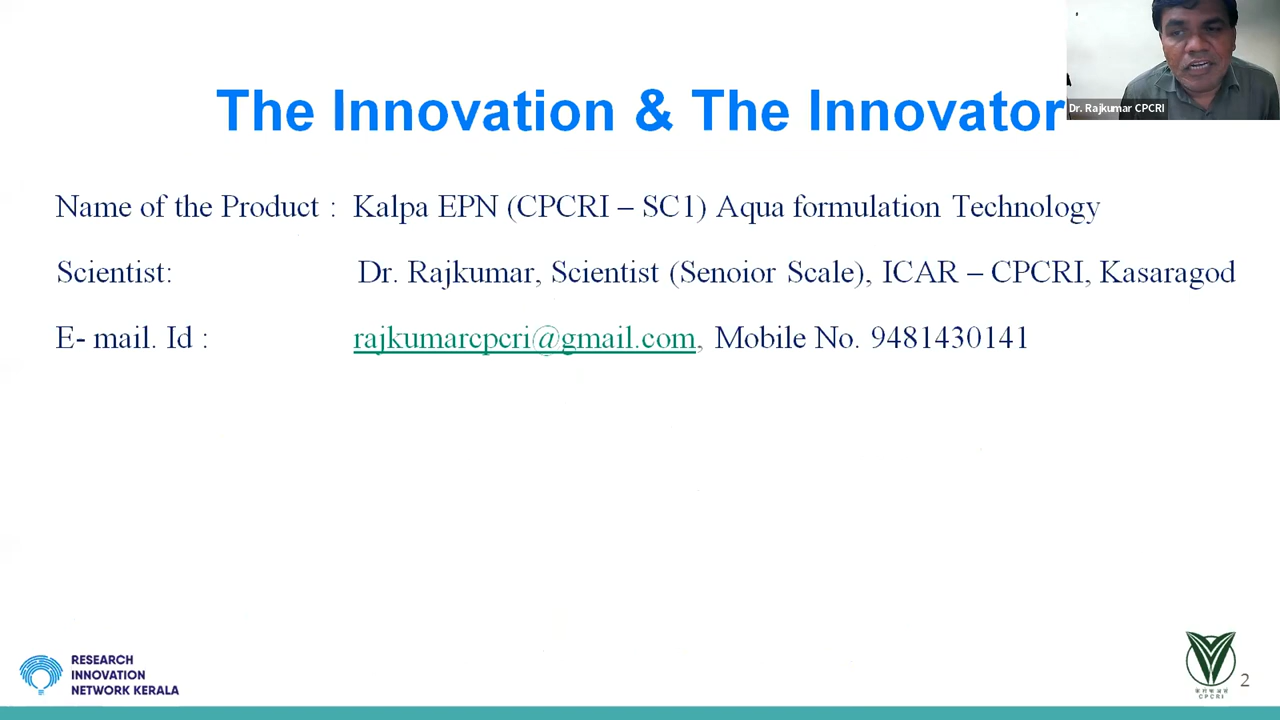 Dr. Rajkumar CPCRI
The Innovation & The Innovator
Name of the Product : Kalpa EPN (CPCRI – SC1) Aqua formulation Technology
Scientist: Dr. Rajkumar, Scientist (Senoior Scale), ICAR – CPCRI, Kasaragod
E- mail. Id : rajkumarcpcri@gmail.com, Mobile No. 9481430141
RESEARCH
INNOVATION
NETWORK KERALA
CPCRI
2